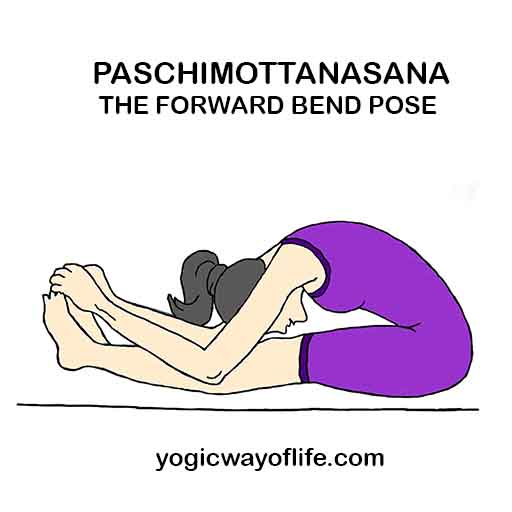 PASCHIMOTTANASANA
THE FORWARD BEND POSE
yogicwayoflife.com